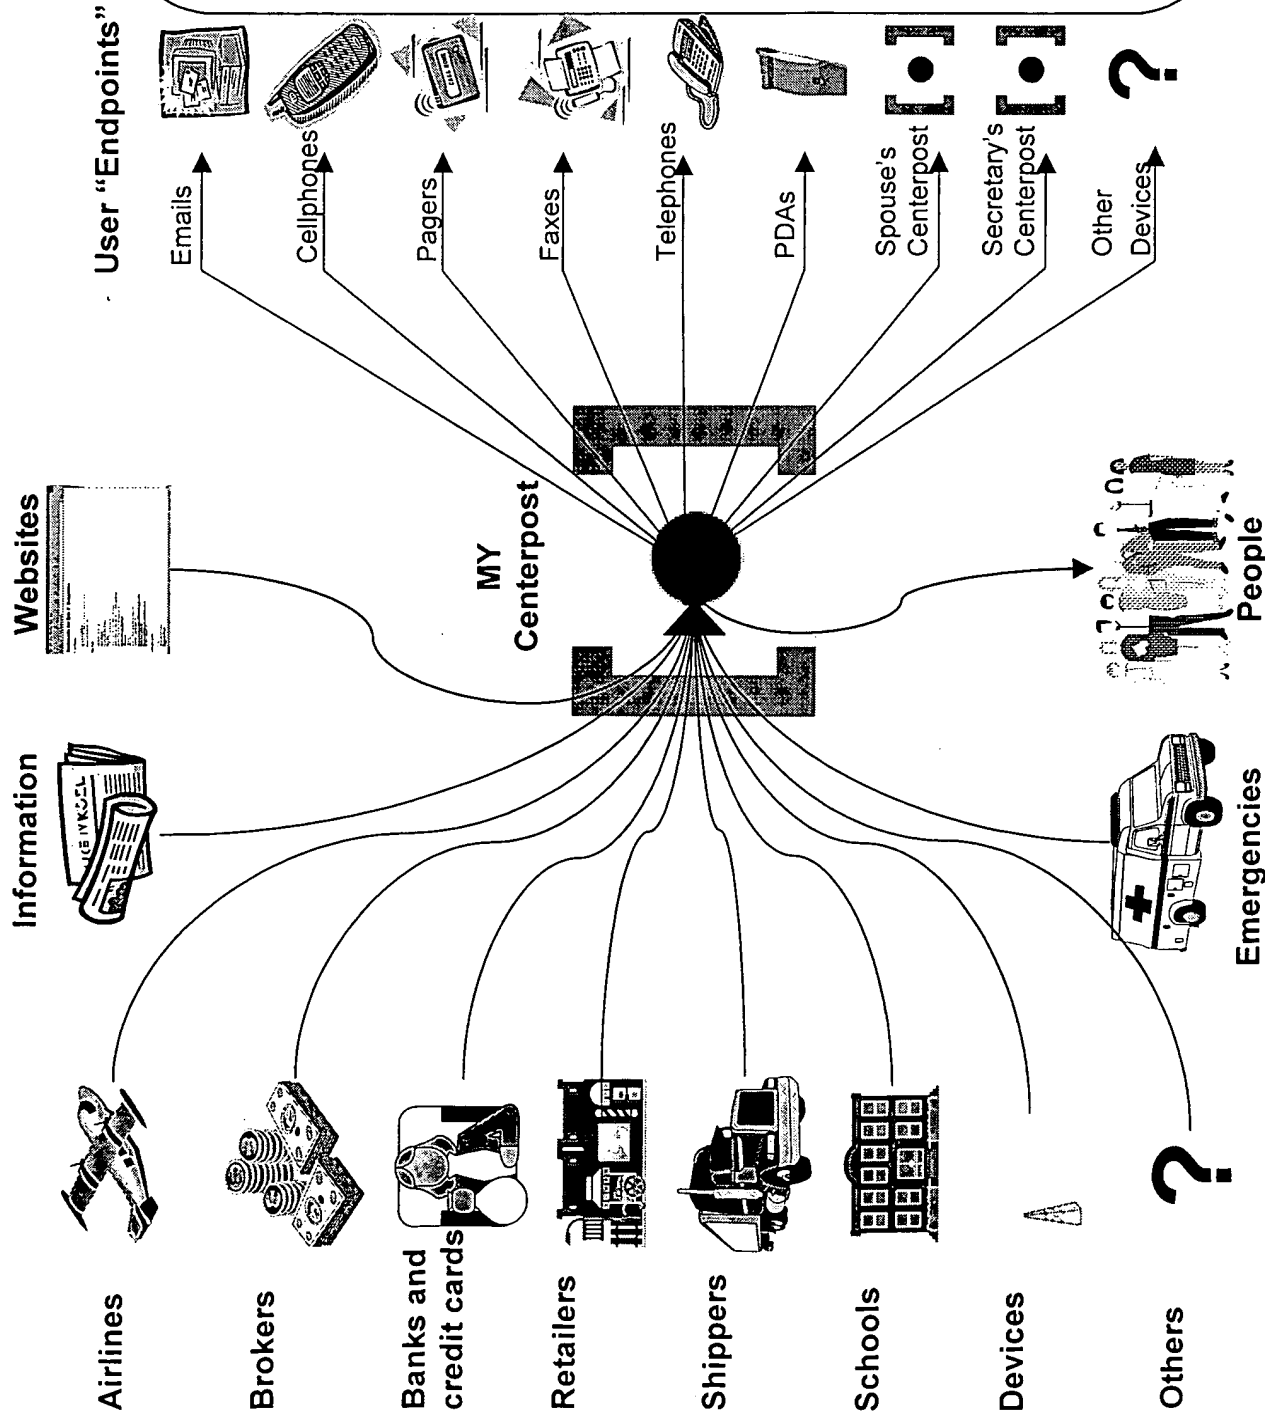 Information
Websites
User “Endpoints”
Airlines
Brokers
Banks and
credit cards
Retailers
Shippers
Schools
Devices
Others
?
MY
Centerpost
Emails
Cellphones
Pagers
Faxes
Telephones
PDAs
Spouse's
Centerpost
Secretary's
Centerpost
Other
Devices
?
Emergencies
People